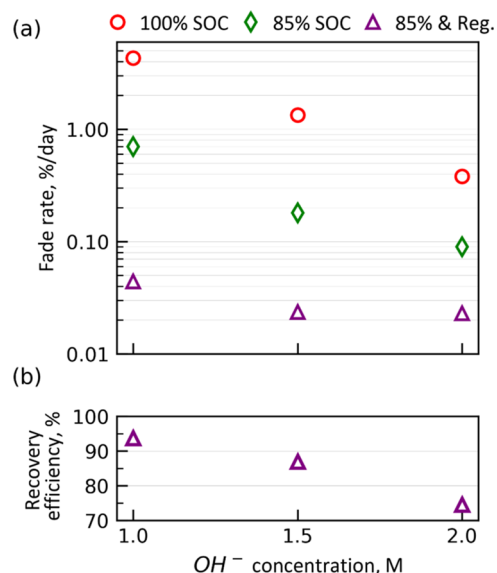 (a)
100% SOC 85% SOC 85% & Reg.
Fade rate, %/day
1.00
0.10
0.01
(b)
Recovery
efficiency, %
100
90
80
70
1.0 1.5 2.0
OH⁻ concentration, M